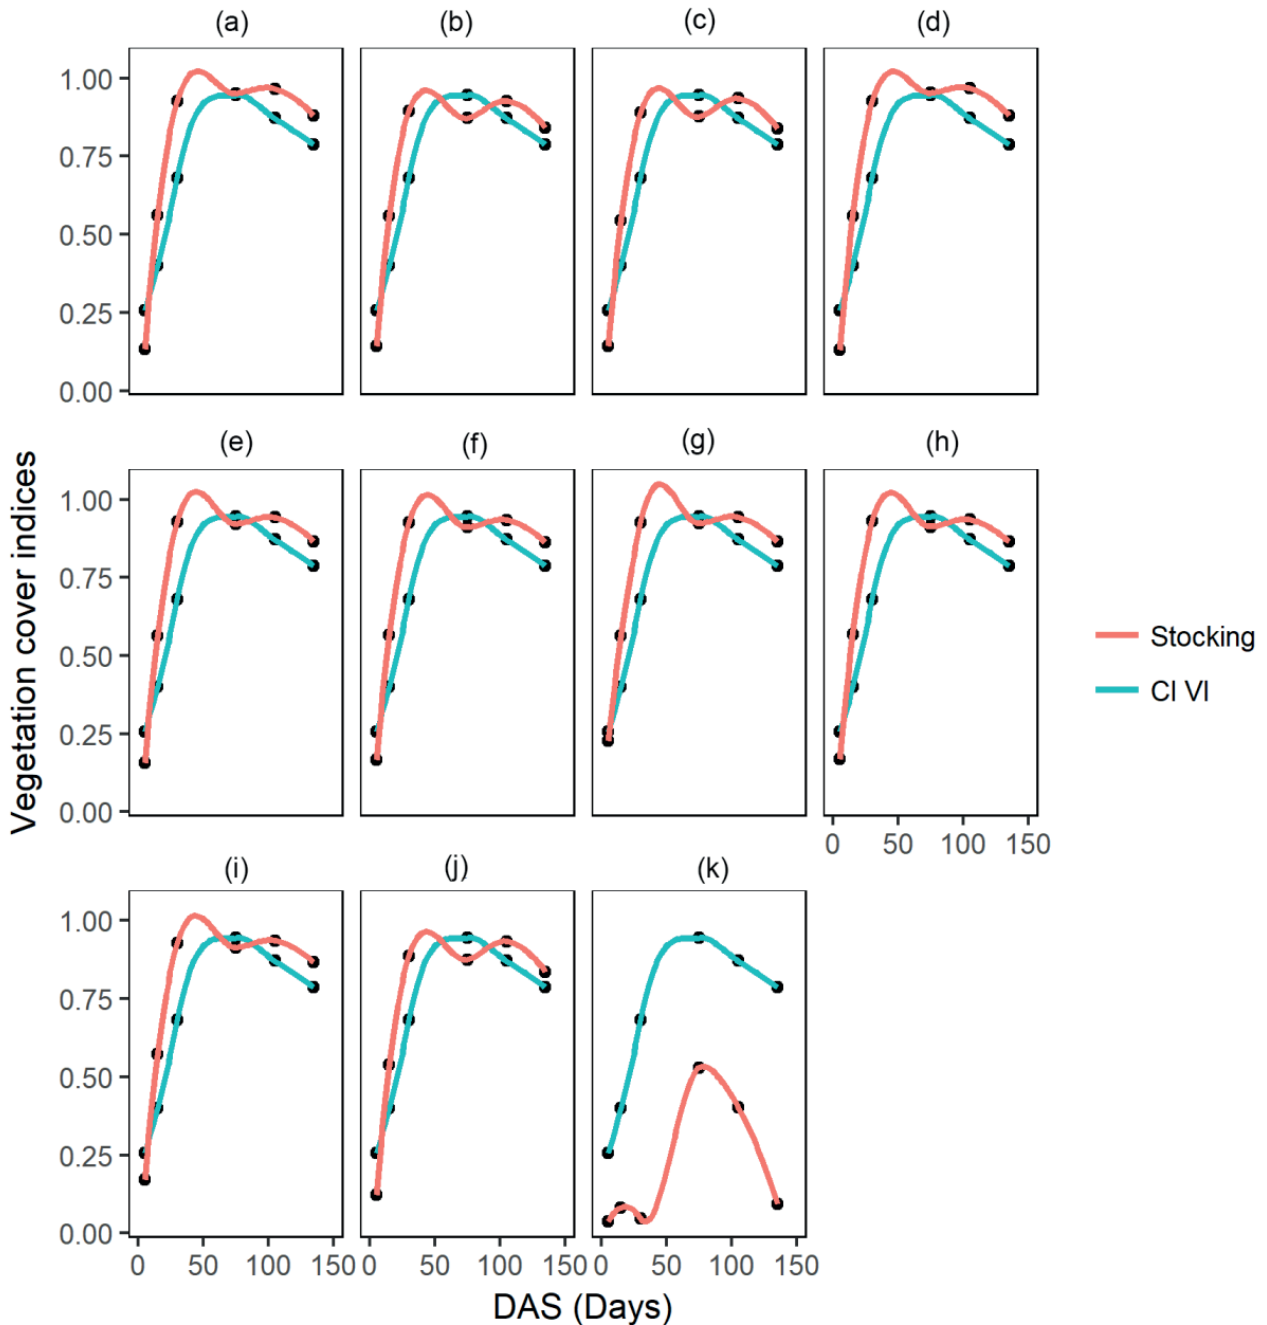 (a) (b) (c) (d)
1.00
0.75
0.50
0.25
0.00
(e) (f) (g) (h)
1.00
0.75
0.50
0.25
0.00
0 50 100 150
Vegetation cover indices
Stocking
CI VI
(i) (j) (k)
1.00
0.75
0.50
0.25
0.00
0 50 100 150 0 50 100 150 0 50 100 150
DAS (Days)